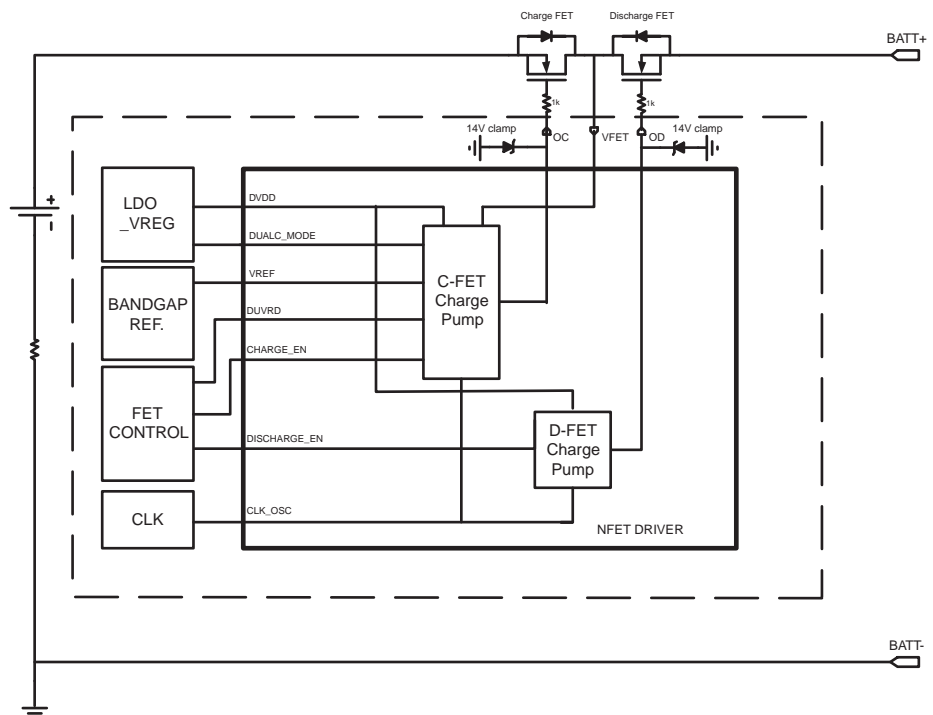 Charge FET
Discharge FET
BATT+
1k
1k
14V clamp
OC
VFET
OD
14V clamp
+
-
LDO
_VREG
DVDD
DUALC_MODE
BANDGAP
REF.
VREF
DUVRD
C-FET
Charge
Pump
CHARGE_EN
FET
CONTROL
DISCHARGE_EN
D-FET
Charge
Pump
CLK
CLK_OSC
NFET DRIVER
BATT-